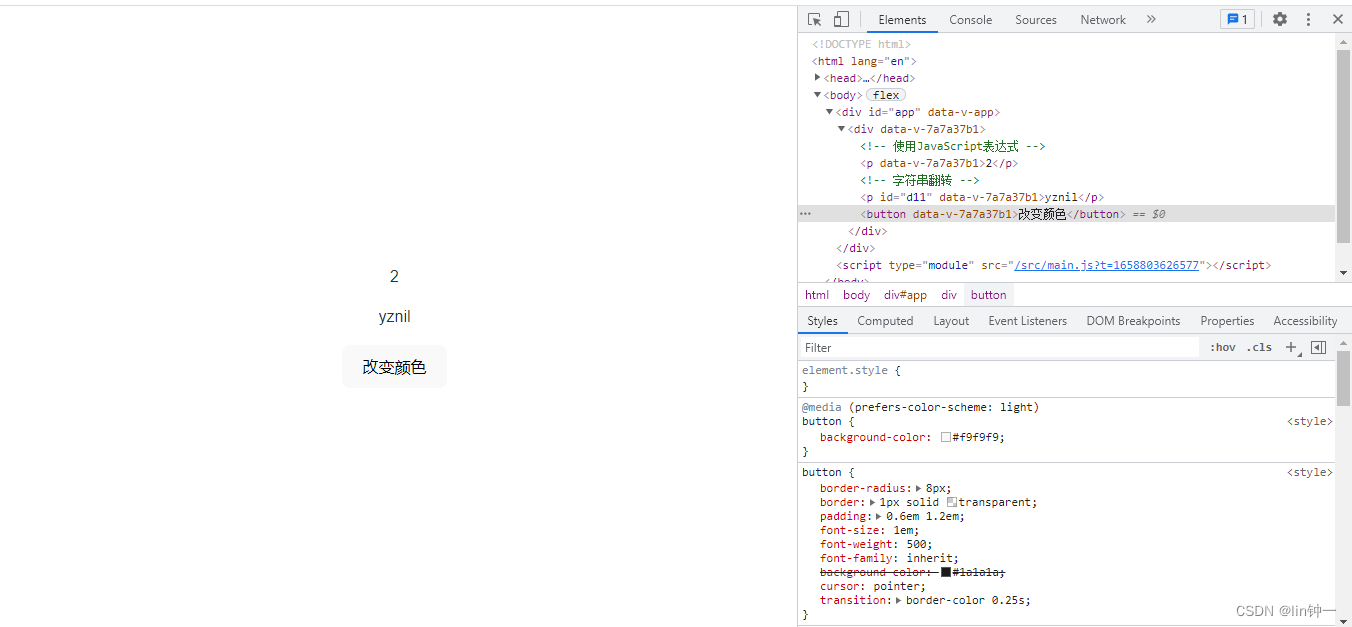 2
yznil
改变颜色
Elements Console Sources Network » 1
<!DOCTYPE html>
<html lang="en">
<head>…</head>
<body> flex
<div id="app" data-v-app>
<div data-v-7a7a37b1>
<!-- 使用JavaScript表达式 -->
<p data-v-7a7a37b1>2</p>
<!-- 字符串翻转 -->
<p id="d11" data-v-7a7a37b1>yznil</p>
<button data-v-7a7a37b1>改变颜色</button> == $0
</div>
</div>
<script type="module" src="/src/main.js?t=1658803626577"></script>
</body>
html body div#app div button
Styles Computed Layout Event Listeners DOM Breakpoints Properties Accessibility
Filter :hov .cls +
element.style {
}
@media (prefers-color-scheme: light)
button { <style>
background-color: #f9f9f9;
}
button { <style>
border-radius: 8px;
border: 1px solid transparent;
padding: 0.6em 1.2em;
font-size: 1em;
font-weight: 500;
font-family: inherit;
background-color: #1a1a1a;
cursor: pointer;
transition: border-color 0.25s;
}
CSDN @lin钟一